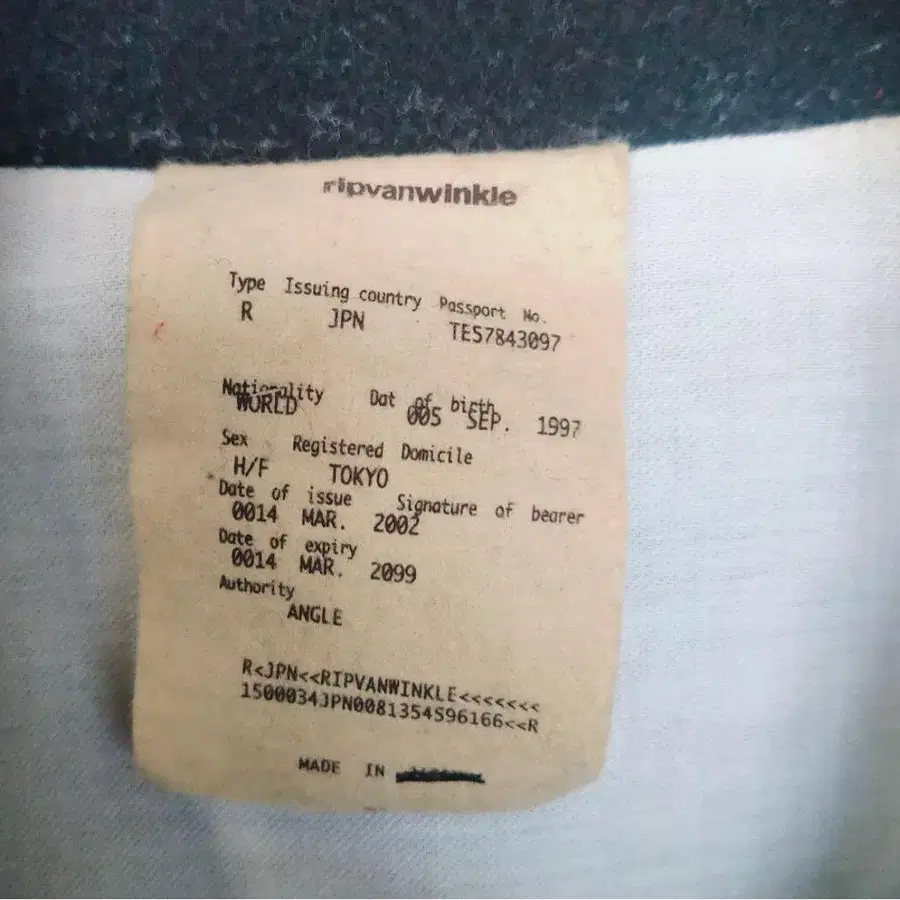 ripvanwinkle
Type Issuing country Passport No.
R JPN TE57843097
Nationality Dat of birth
WORLD 005 SEP. 1997
Sex Registered Domicile
H/F TOKYO
Date of issue Signature of bearer
0014 MAR. 2002
Date of expiry
0014 MAR. 2099
Authority
ANGLE
R<JPN<<RIPVANWINKLE<<<<<<<
1500034JPN0081354596166<<R
MADE IN